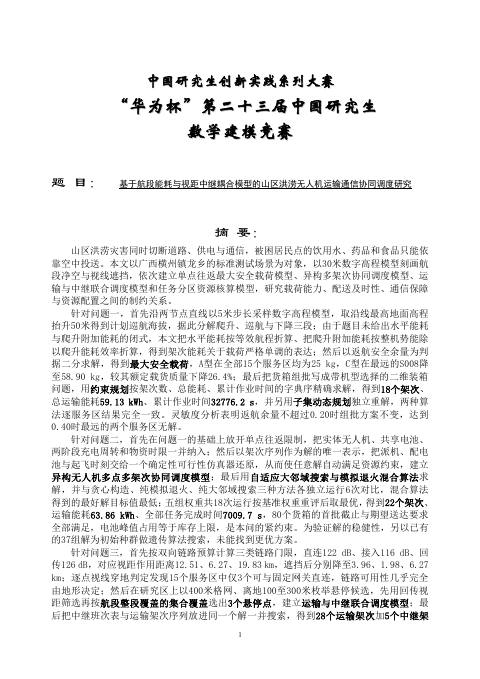 中国研究生创新实践系列大赛
“华为杯”第二十三届中国研究生
数学建模竞赛
题 目： 基于航段能耗与视距中继耦合模型的山区洪涝无人机运输通信协同调度研究
摘 要：
山区洪涝灾害同时切断道路、供电与通信，被困居民点的饮用水、药品和食品只能依
靠空中投送。本文以广西横州镇龙乡的标准测试场景为对象，以30米数字高程模型刻画航
段净空与视线遮挡，依次建立单点往返最大安全载荷模型、异构多架次协同调度模型、运
输与中继联合调度模型和任务分区资源核算模型，研究载荷能力、配送及时性、通信保障
与资源配置之间的制约关系。
针对问题一，首先沿两节点直线以5米步长采样数字高程模型，取沿线最高地面高程
抬升50米得到计划巡航海拔，据此分解爬升、巡航与下降三段；由于题目未给出水平能耗
与爬升附加能耗的闭式，本文把水平能耗按等效航程折算、把爬升附加能耗按整机势能除
以爬升能耗效率折算，得到架次能耗关于载荷严格单调的表达；然后以返航安全余量为判
据二分求解，得到最大安全载荷，A型在全部15个服务区均为25 kg，C型在最远的S008降
至58.90 kg，较其额定载货质量下降26.4%；最后把货箱组批写成带机型选择的二维装箱
问题，用约束规划按架次数、总能耗、累计作业时间的字典序精确求解，得到18个架次、
总运输能耗59.13 kWh、累计作业时间32776.2 s，并另用子集动态规划独立重解，两种算
法逐服务区结果完全一致。灵敏度分析表明返航余量不超过0.20时组批方案不变，达到
0.40时最远的两个服务区无解。
针对问题二，首先在问题一的基础上放开单点往返限制，把实体无人机、共享电池、
两阶段充电周转和物资时限一并纳入；然后以架次序列作为解的唯一表示，把派机、配电
池与起飞时刻交给一个确定性可行性仿真器还原，从而使任意解自动满足资源约束，建立
异构无人机多点多架次协同调度模型；最后用自适应大邻域搜索与模拟退火混合算法求
解，并与贪心构造、纯模拟退火、纯大邻域搜索三种方法各独立运行6次对比，混合算法
得到的最好解目标值最低；五组权重共18次运行按基准权重重评后取最优，得到22个架次、
运输能耗63.86 kWh、全部任务完成时间7009.7 s，80个货箱的首批截止与期望送达要求
全部满足，电池峰值占用等于库存上限，是本问的紧约束。为验证解的稳健性，另以已有
的37组解为初始种群做遗传算法搜索，未能找到更优方案。
针对问题三，首先按双向链路预算计算三类链路门限，直连122 dB、接入116 dB、回
传126 dB，对应视距作用距离12.51、6.27、19.83 km，遮挡后分别降至3.96、1.98、6.27
km；逐点视线穿地判定发现15个服务区中仅3个可与固定网关直连，链路可用性几乎完全
由地形决定；然后在研究区上以400米格网、离地100至300米枚举悬停候选，先用回传视
距筛选再按航段整段覆盖的集合覆盖选出3个悬停点，建立运输与中继联合调度模型；最
后把中继班次表与运输架次序列放进同一个解一并搜索，得到28个运输架次加5个中继架
1